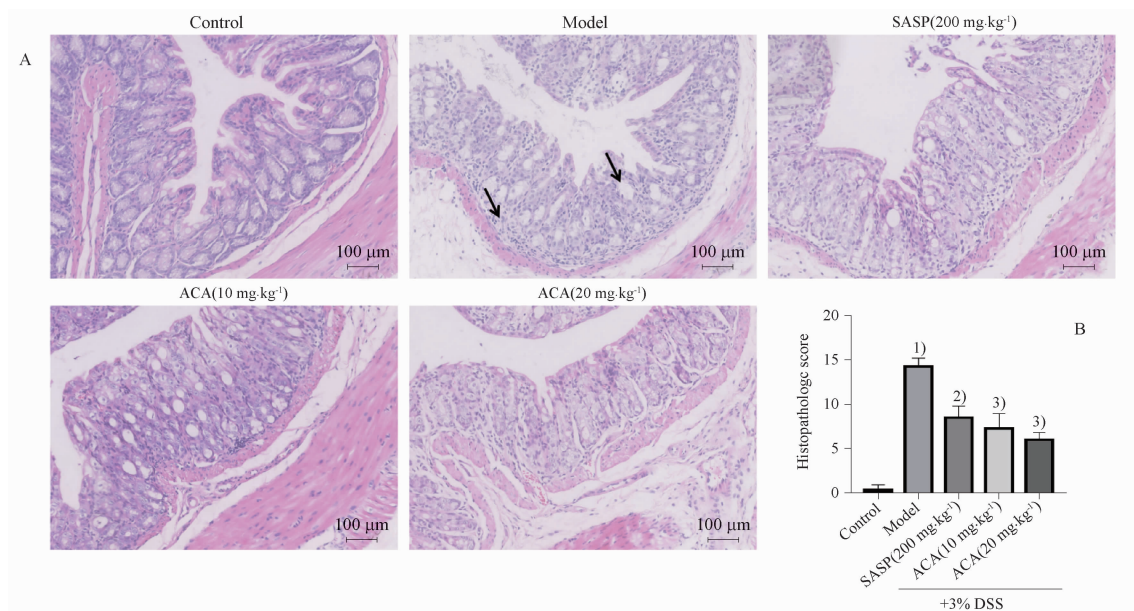 Control
Model
SASP(200 mg·kg⁻¹)
A
100 μm
100 μm
100 μm
ACA(10 mg·kg⁻¹)
ACA(20 mg·kg⁻¹)
100 μm
100 μm
B
Histopathologc score
20
15
10
5
0
1)
2)
3)
3)
Control
Model
SASP(200 mg·kg⁻¹)
ACA(10 mg·kg⁻¹)
ACA(20 mg·kg⁻¹)
+3% DSS